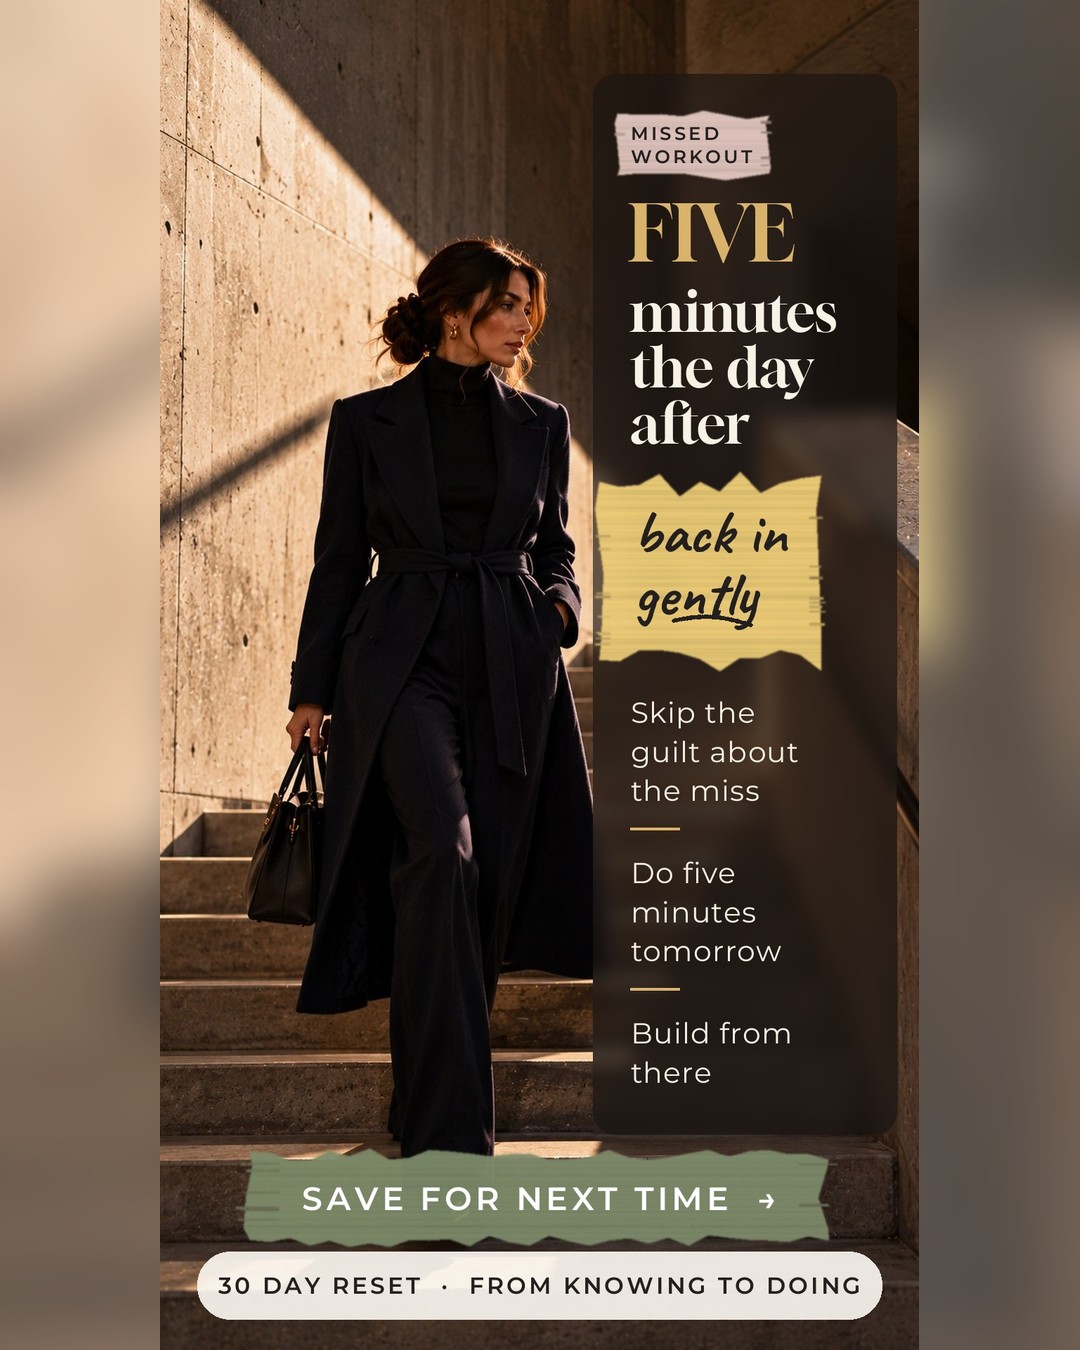 MISSED
WORKOUT
FIVE
minutes
the day
after
back in
gently
Skip the
guilt about
the miss
Do five
minutes
tomorrow
Build from
there
SAVE FOR NEXT TIME →
30 DAY RESET · FROM KNOWING TO DOING